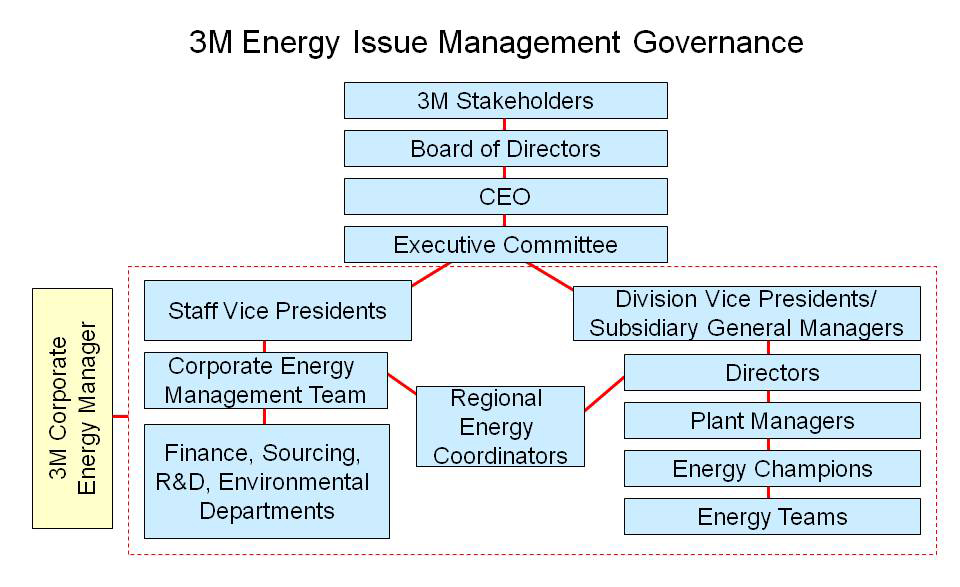 3M Energy Issue Management Governance
3M Stakeholders
Board of Directors
CEO
Executive Committee
Staff Vice Presidents
Division Vice Presidents/
Subsidiary General Managers
3M Corporate
Energy Manager
Corporate Energy
Management Team
Directors
Regional
Energy
Coordinators
Plant Managers
Finance, Sourcing,
R&D, Environmental
Departments
Energy Champions
Energy Teams